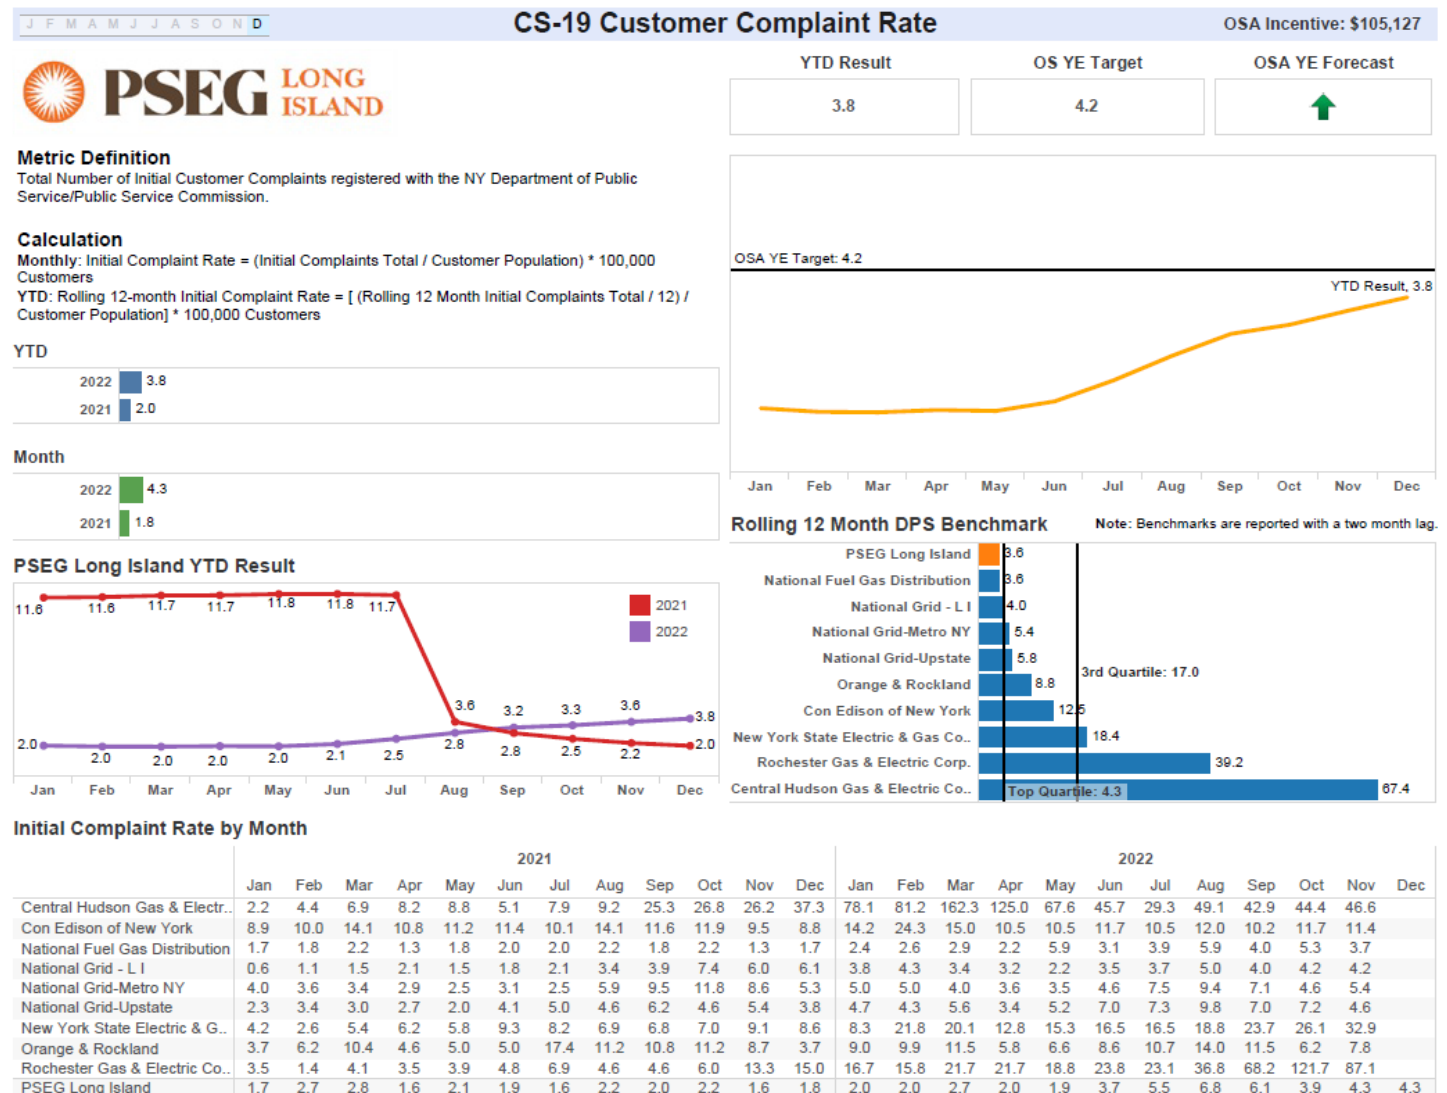 J F M A M J J A S O N D
CS-19 Customer Complaint Rate
OSA Incentive: $105,127
PSEG LONG ISLAND
YTD Result
OS YE Target
OSA YE Forecast
3.8
4.2
Metric Definition
Total Number of Initial Customer Complaints registered with the NY Department of Public
Service/Public Service Commission.
Calculation
Monthly: Initial Complaint Rate = (Initial Complaints Total / Customer Population) * 100,000
Customers
YTD: Rolling 12-month Initial Complaint Rate = [ (Rolling 12 Month Initial Complaints Total / 12) /
Customer Population] * 100,000 Customers
YTD
2022 3.8
2021 2.0
Month
2022 4.3
2021 1.8
OSA YE Target: 4.2
YTD Result, 3.8
Jan Feb Mar Apr May Jun Jul Aug Sep Oct Nov Dec
PSEG Long Island YTD Result
11.6 11.6 11.7 11.7 11.8 11.8 11.7 3.6 2.8 2.5 2.2 2.0
2.0 2.0 2.0 2.0 2.0 2.1 2.5 2.8 3.2 3.3 3.6 3.8
2021
2022
Jan Feb Mar Apr May Jun Jul Aug Sep Oct Nov Dec
Rolling 12 Month DPS Benchmark
Note: Benchmarks are reported with a two month lag.
PSEG Long Island 3.6
National Fuel Gas Distribution 3.6
National Grid - L I 4.0
National Grid-Metro NY 5.4
National Grid-Upstate 5.8
3rd Quartile: 17.0
Orange & Rockland 8.8
Con Edison of New York 12.5
New York State Electric & Gas Co.. 18.4
Rochester Gas & Electric Corp. 39.2
Central Hudson Gas & Electric Co.. 67.4
Top Quartile: 4.3
Initial Complaint Rate by Month
2021 2022
Jan Feb Mar Apr May Jun Jul Aug Sep Oct Nov Dec Jan Feb Mar Apr May Jun Jul Aug Sep Oct Nov Dec
Central Hudson Gas & Electr.. 2.2 4.4 6.9 8.2 8.8 5.1 7.9 9.2 25.3 26.8 26.2 37.3 78.1 81.2 162.3 125.0 67.6 45.7 29.3 49.1 42.9 44.4 46.6
Con Edison of New York 8.9 10.0 14.1 10.8 11.2 11.4 10.1 14.1 11.6 11.9 9.5 8.8 14.2 24.3 15.0 10.5 10.5 11.7 10.5 12.0 10.2 11.7 11.4
National Fuel Gas Distribution 1.7 1.8 2.2 1.3 1.8 2.0 2.0 2.2 1.8 2.2 1.3 1.7 2.4 2.6 2.9 2.2 5.9 3.1 3.9 5.9 4.0 5.3 3.7
National Grid - L I 0.6 1.1 1.5 2.1 1.5 1.8 2.1 3.4 3.9 7.4 6.0 6.1 3.8 4.3 3.4 3.2 2.2 3.5 3.7 5.0 4.0 4.2 4.2
National Grid-Metro NY 4.0 3.6 3.4 2.9 2.5 3.1 2.5 5.9 9.5 11.8 8.6 5.3 5.0 5.0 4.0 3.6 3.5 4.6 7.5 9.4 7.1 4.6 5.4
National Grid-Upstate 2.3 3.4 3.0 2.7 2.0 4.1 5.0 4.6 6.2 4.6 5.4 3.8 4.7 4.3 5.6 3.4 5.2 7.0 7.3 9.8 7.0 7.2 4.6
New York State Electric & G.. 4.2 2.6 5.4 6.2 5.8 9.3 8.2 6.9 6.8 7.0 9.1 8.6 8.3 21.8 20.1 12.8 15.3 16.5 16.5 18.8 23.7 26.1 32.9
Orange & Rockland 3.7 6.2 10.4 4.6 5.0 5.0 17.4 11.2 10.8 11.2 8.7 3.7 9.0 9.9 11.5 5.8 6.6 8.6 10.7 14.0 11.5 6.2 7.8
Rochester Gas & Electric Co.. 3.5 1.4 4.1 3.5 3.9 4.8 6.9 4.6 4.6 6.0 13.3 15.0 16.7 15.8 21.7 21.7 18.8 23.8 23.1 36.8 68.2 121.7 87.1
PSEG Long Island 1.7 2.7 2.8 1.6 2.1 1.9 1.6 2.2 2.0 2.2 1.6 1.8 2.0 2.0 2.7 2.0 1.9 3.7 5.5 6.8 6.1 3.9 4.3 4.3